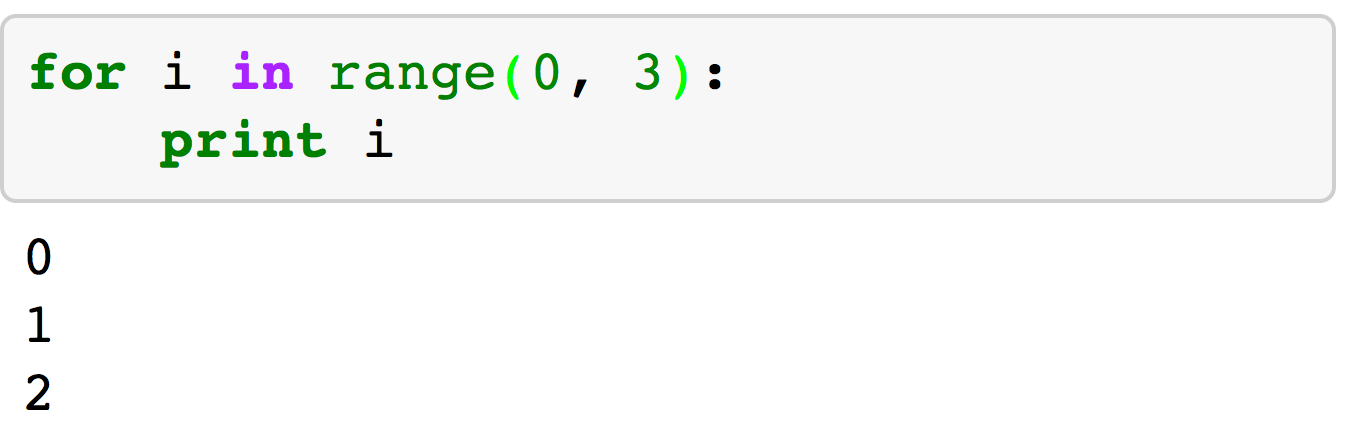 for i in range(0, 3):
    print i
0
1
2